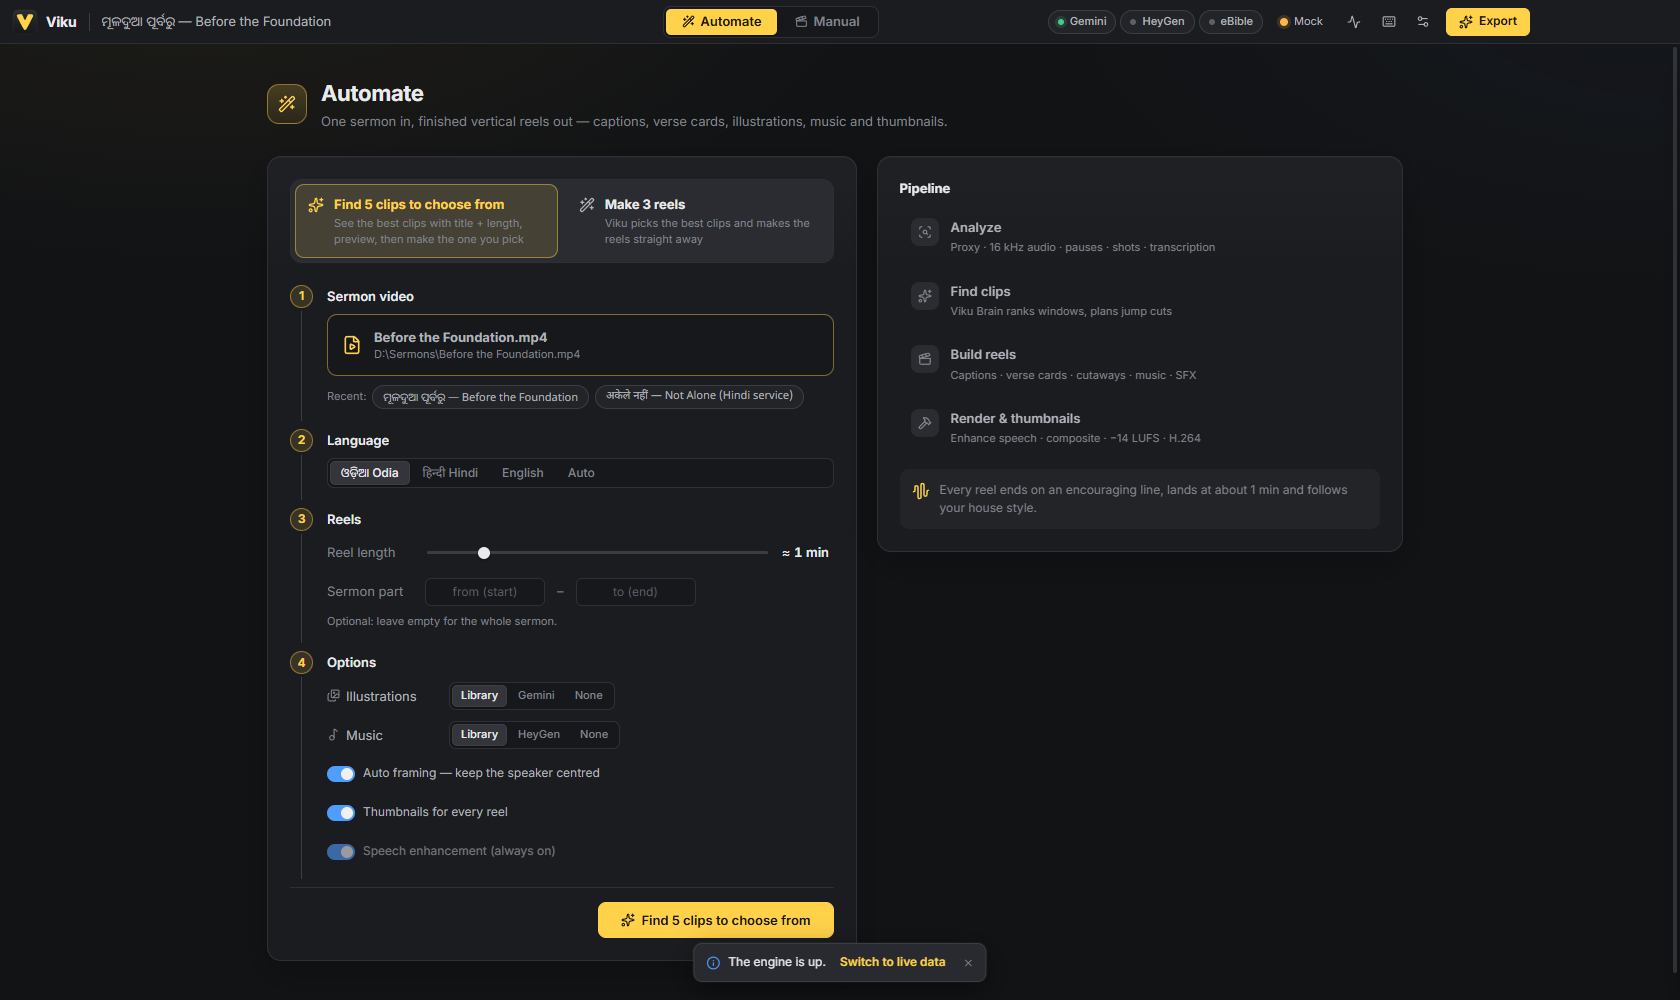 Viku
ମୂଳଦୁଆ ପୂର୍ବରୁ — Before the Foundation
Automate
Manual
Gemini
HeyGen
eBible
Mock
Export
Automate
One sermon in, finished vertical reels out — captions, verse cards, illustrations, music and thumbnails.
Find 5 clips to choose from
See the best clips with title + length,
preview, then make the one you pick
Make 3 reels
Viku picks the best clips and makes the
reels straight away
1
Sermon video
Before the Foundation.mp4
D:\Sermons\Before the Foundation.mp4
Recent:
ମୂଳଦୁଆ ପୂର୍ବରୁ — Before the Foundation
अकेले नहीं — Not Alone (Hindi service)
2
Language
ଓଡ଼ିଆ Odia
हिन्दी Hindi
English
Auto
3
Reels
Reel length
≈ 1 min
Sermon part
from (start)
–
to (end)
Optional: leave empty for the whole sermon.
4
Options
Illustrations
Library
Gemini
None
Music
Library
HeyGen
None
Auto framing — keep the speaker centred
Thumbnails for every reel
Speech enhancement (always on)
Find 5 clips to choose from
Pipeline
Analyze
Proxy · 16 kHz audio · pauses · shots · transcription
Find clips
Viku Brain ranks windows, plans jump cuts
Build reels
Captions · verse cards · cutaways · music · SFX
Render & thumbnails
Enhance speech · composite · −14 LUFS · H.264
Every reel ends on an encouraging line, lands at about 1 min and follows
your house style.
The engine is up.
Switch to live data